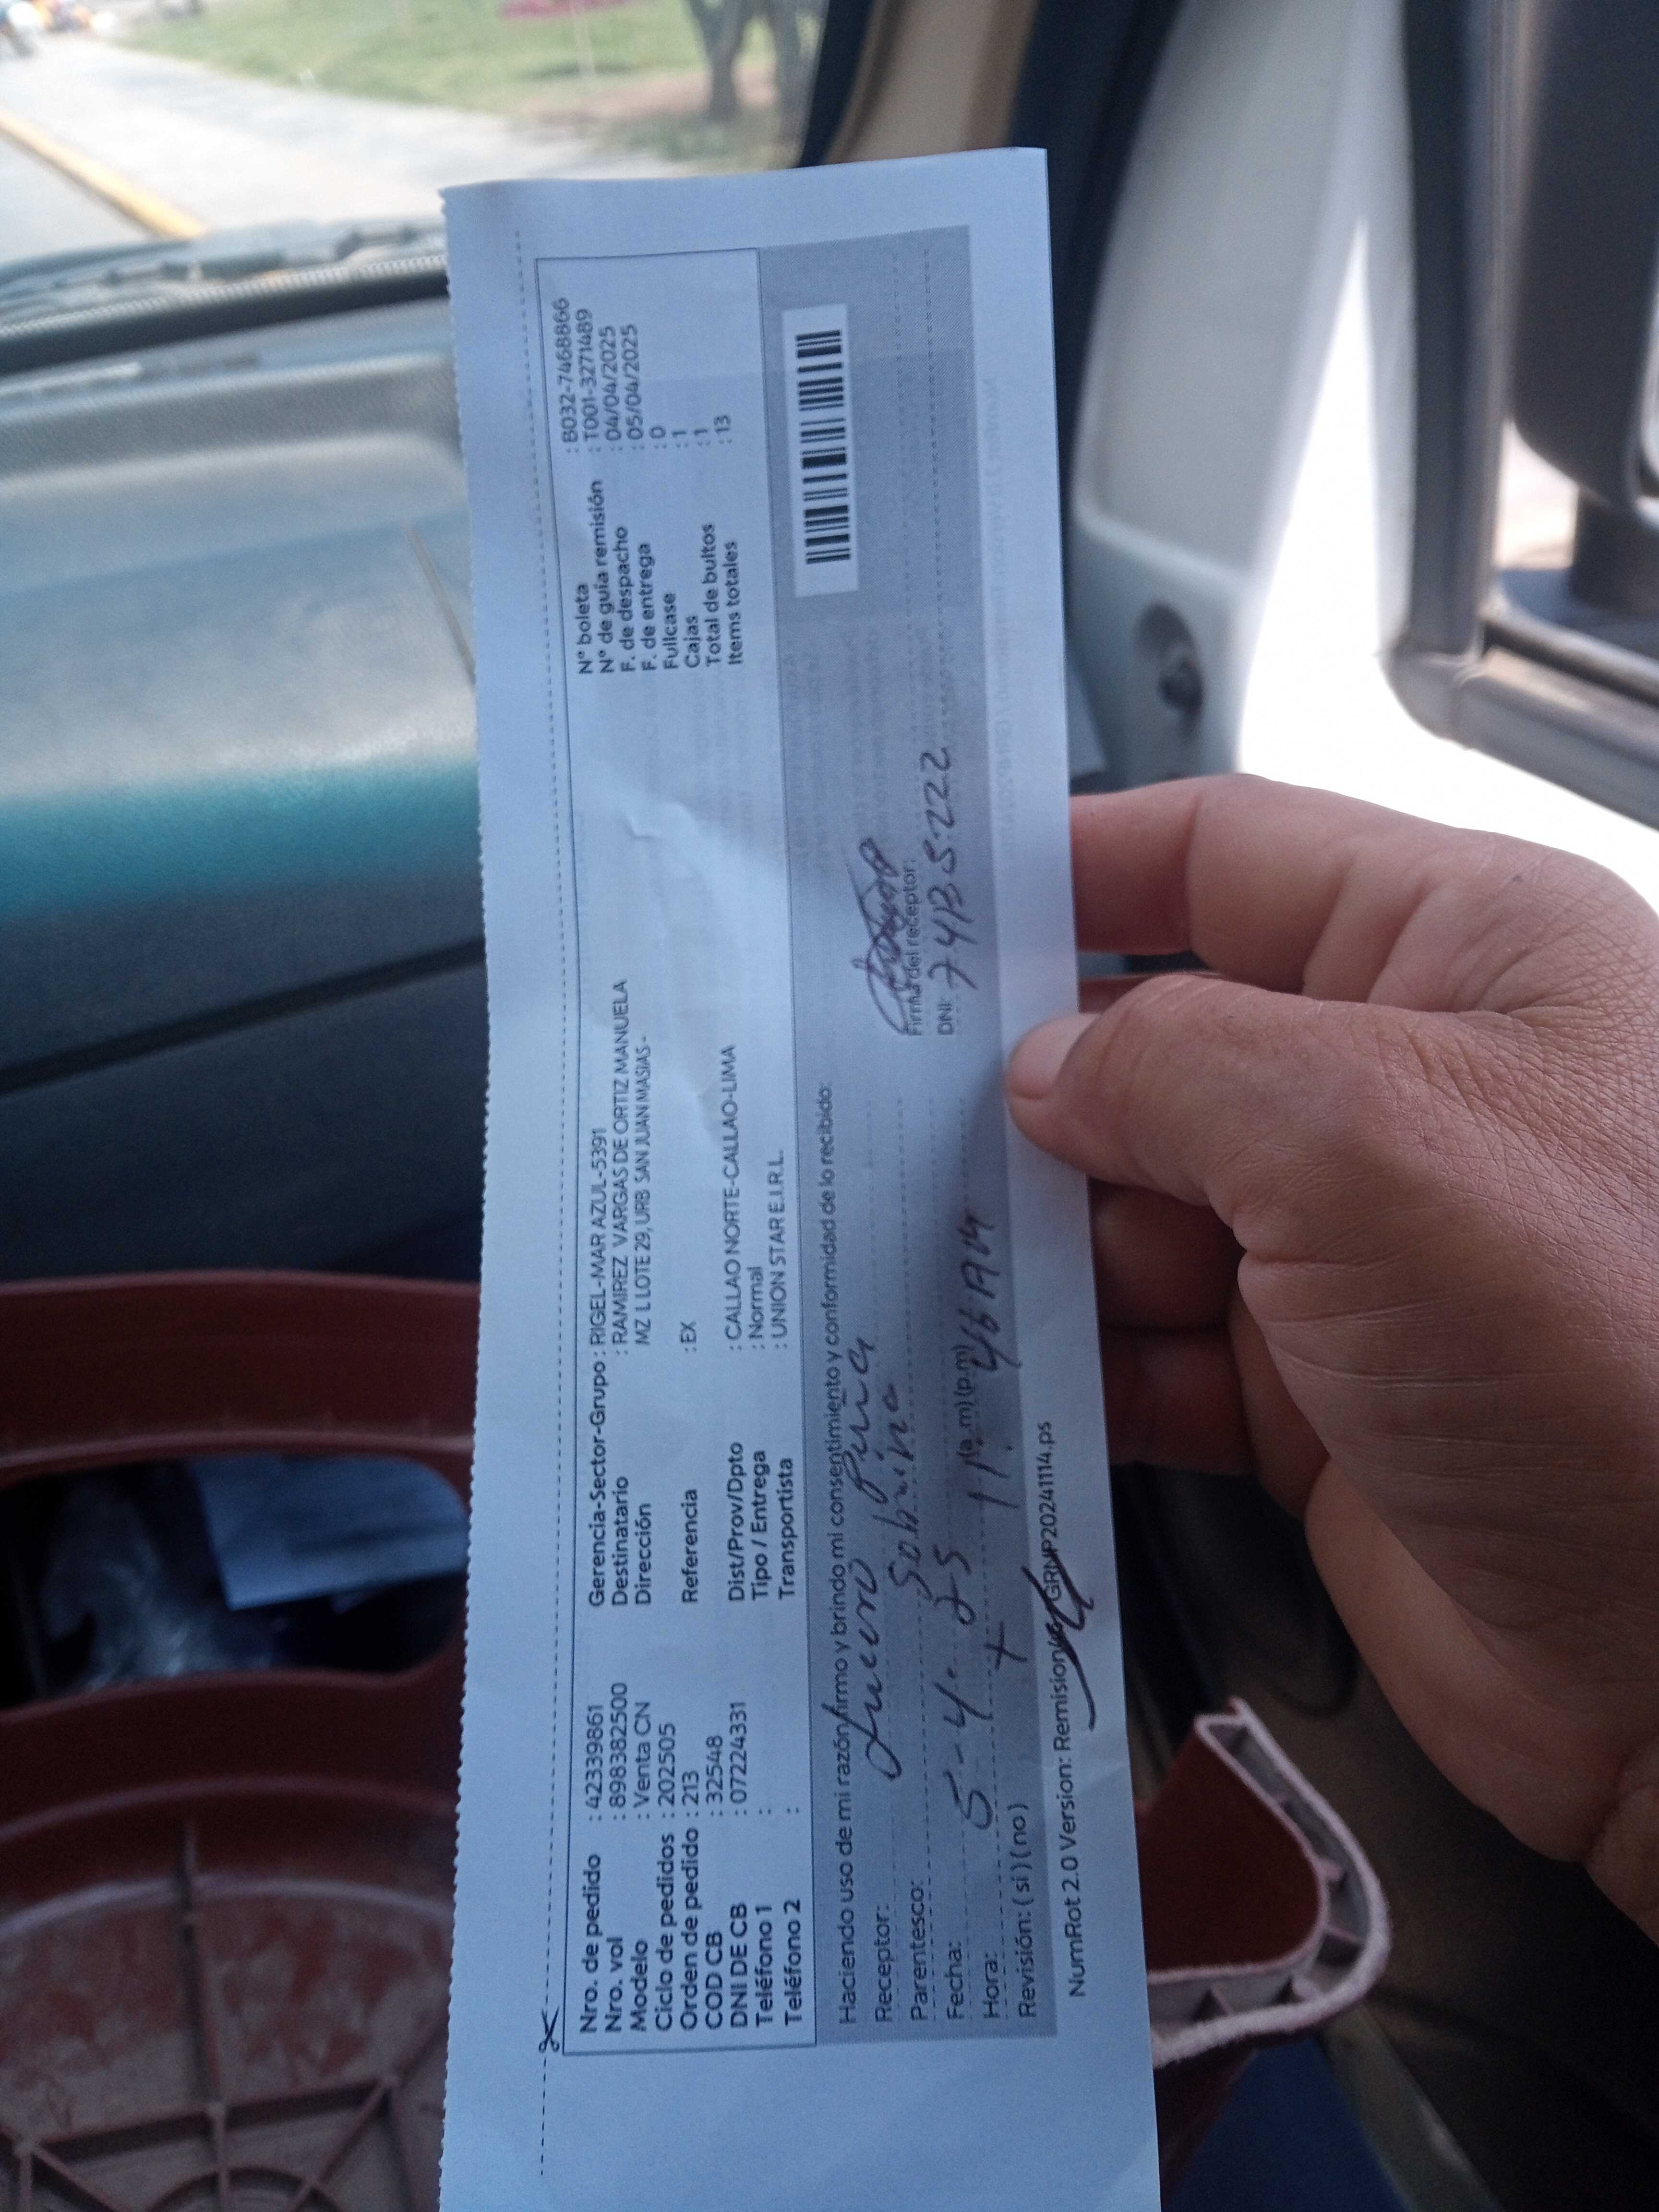 Nro. de pedido : 42339861
Nro. vol : 898382500
Modelo : Venta CN
Ciclo de pedidos : 202505
Orden de pedido : 213
COD CB : 32548
DNI DE CB : 07224331
Teléfono 1 :
Teléfono 2 :
Gerencia-Sector-Grupo : RIGEL-MAR AZUL-5391
Destinatario : RAMIREZ VARGAS DE ORTIZ MANUELA
Dirección MZ L LOTE 29, URB SAN JUAN MASIAS-
Referencia : EX
Dist/Prov/Dpto : CALLAO NORTE-CALLAO-LIMA
Tipo / Entrega : Normal
Transportista : UNION STAR E.I.R.L.
N° boleta : B032-7468866
N° de guía remisión : T001-3271489
F. de despacho : 04/04/2025
F. de entrega : 05/04/2025
Fullcase : 0
Cajas : 1
Total de bultos : 1
Items totales : 13
Haciendo uso de mi razón firmo y brindo mi consentimiento y conformidad de lo recibido:
Receptor:
Parentesco: Sobrino
Fecha: 5-4-25
Hora: (a.m) (p.m) 11:46 AM
Revisión: ( si ) ( no )
Firma del receptor:
DNI:
NumRot 2.0 Version: GRNP20241114.ps